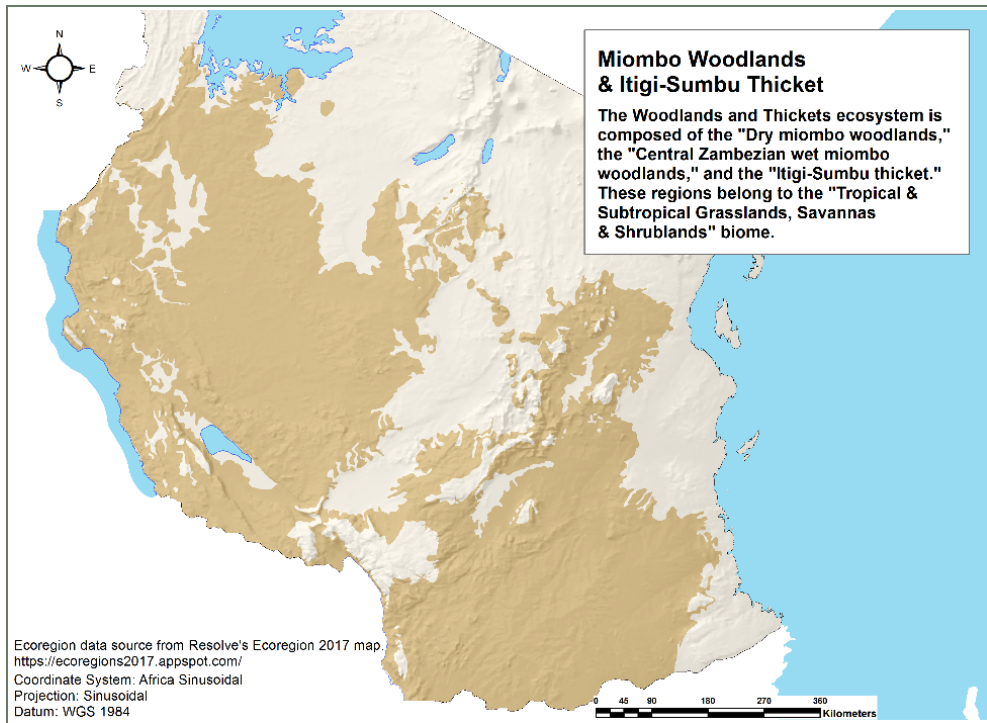 N
W E
S
Miombo Woodlands
& Itigi-Sumbu Thicket
The Woodlands and Thickets ecosystem is
composed of the "Dry miombo woodlands,"
the "Central Zambezian wet miombo
woodlands," and the "Itigi-Sumbu thicket."
These regions belong to the "Tropical &
Subtropical Grasslands, Savannas
& Shrublands" biome.
Ecoregion data source from Resolve's Ecoregion 2017 map.
https://ecoregions2017.appspot.com/
Coordinate System: Africa Sinusoidal
Projection: Sinusoidal
Datum: WGS 1984
0 45 90 180 270 360
Kilometers